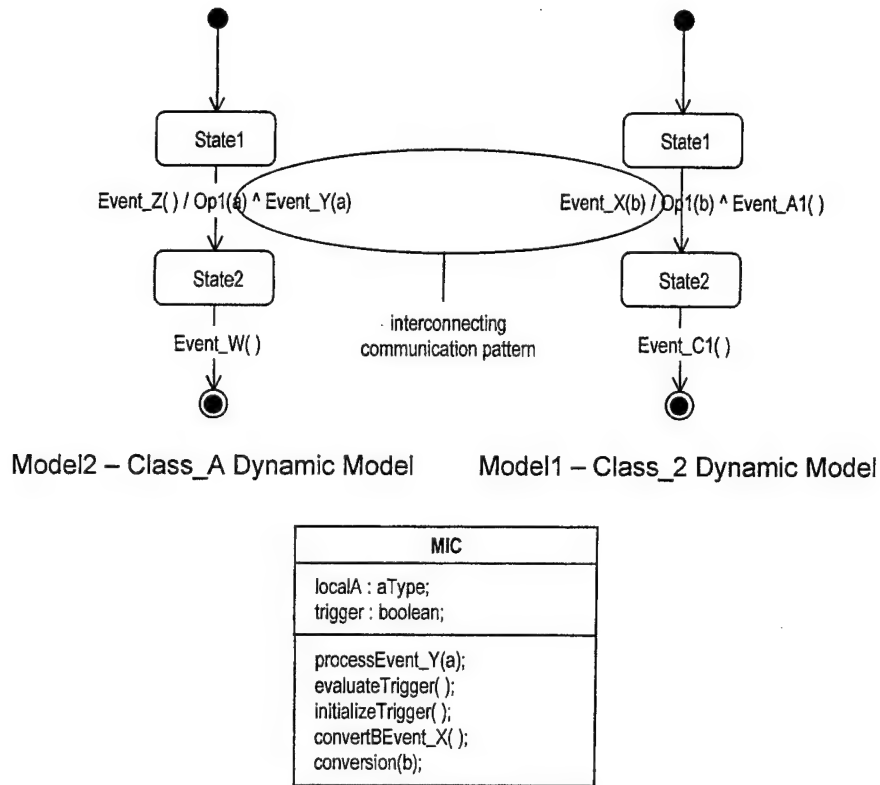 State1
State1
Event_Z( ) / Op1(a) ^ Event_Y(a)
Event_X(b) / Op1(b) ^ Event_A1( )
State2
State2
interconnecting
communication pattern
Event_W( )
Event_C1( )
Model2 – Class_A Dynamic Model
Model1 – Class_2 Dynamic Model
MIC
localA : aType;
trigger : boolean;
processEvent_Y(a);
evaluateTrigger( );
initializeTrigger( );
convertBEvent_X( );
conversion(b);